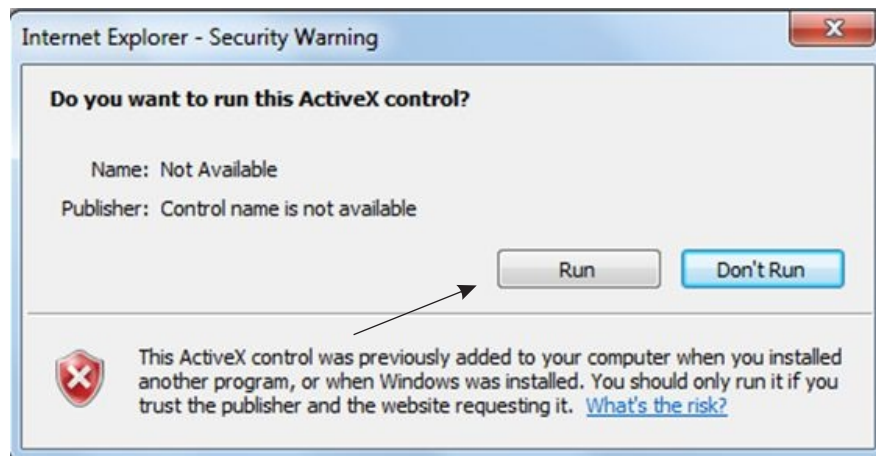 Internet Explorer - Security Warning
Do you want to run this ActiveX control?
Name: Not Available
Publisher: Control name is not available
Run Don't Run
This ActiveX control was previously added to your computer when you installed
another program, or when Windows was installed. You should only run it if you
trust the publisher and the website requesting it. What's the risk?